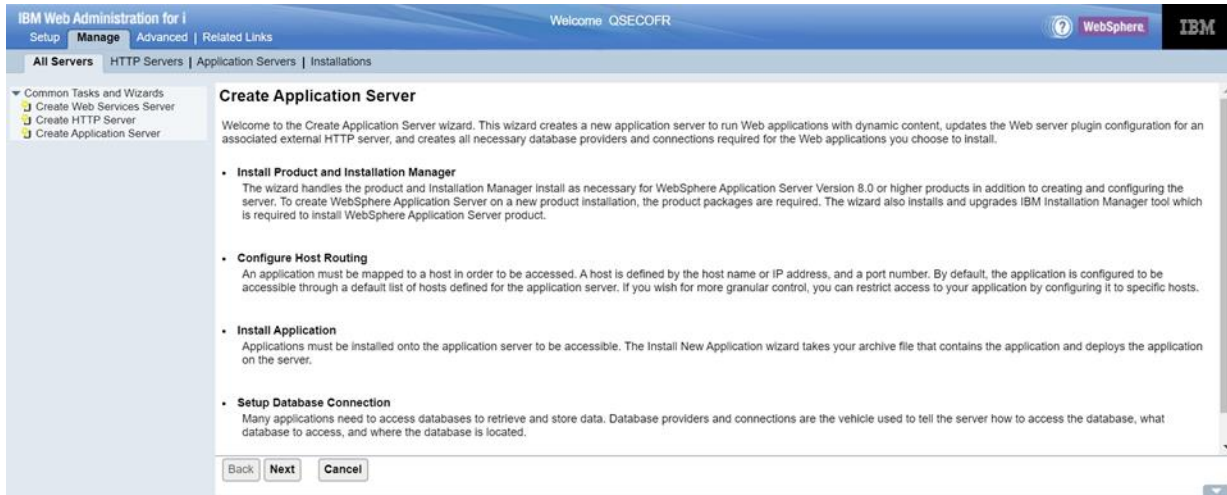 IBM Web Administration for i
Welcome QSECOFR
WebSphere.
IBM
Setup Manage Advanced | Related Links
All Servers HTTP Servers | Application Servers | Installations
Common Tasks and Wizards
Create Web Services Server
Create HTTP Server
Create Application Server
Create Application Server
Welcome to the Create Application Server wizard. This wizard creates a new application server to run Web applications with dynamic content, updates the Web server plugin configuration for an
associated external HTTP server, and creates all necessary database providers and connections required for the Web applications you choose to install.
• Install Product and Installation Manager
The wizard handles the product and Installation Manager install as necessary for WebSphere Application Server Version 8.0 or higher products in addition to creating and configuring the
server. To create WebSphere Application Server on a new product installation, the product packages are required. The wizard also installs and upgrades IBM Installation Manager tool which
is required to install WebSphere Application Server product.
• Configure Host Routing
An application must be mapped to a host in order to be accessed. A host is defined by the host name or IP address, and a port number. By default, the application is configured to be
accessible through a default list of hosts defined for the application server. If you wish for more granular control, you can restrict access to your application by configuring it to specific hosts.
• Install Application
Applications must be installed onto the application server to be accessible. The Install New Application wizard takes your archive file that contains the application and deploys the application
on the server.
• Setup Database Connection
Many applications need to access databases to retrieve and store data. Database providers and connections are the vehicle used to tell the server how to access the database, what
database to access, and where the database is located.
Back Next Cancel